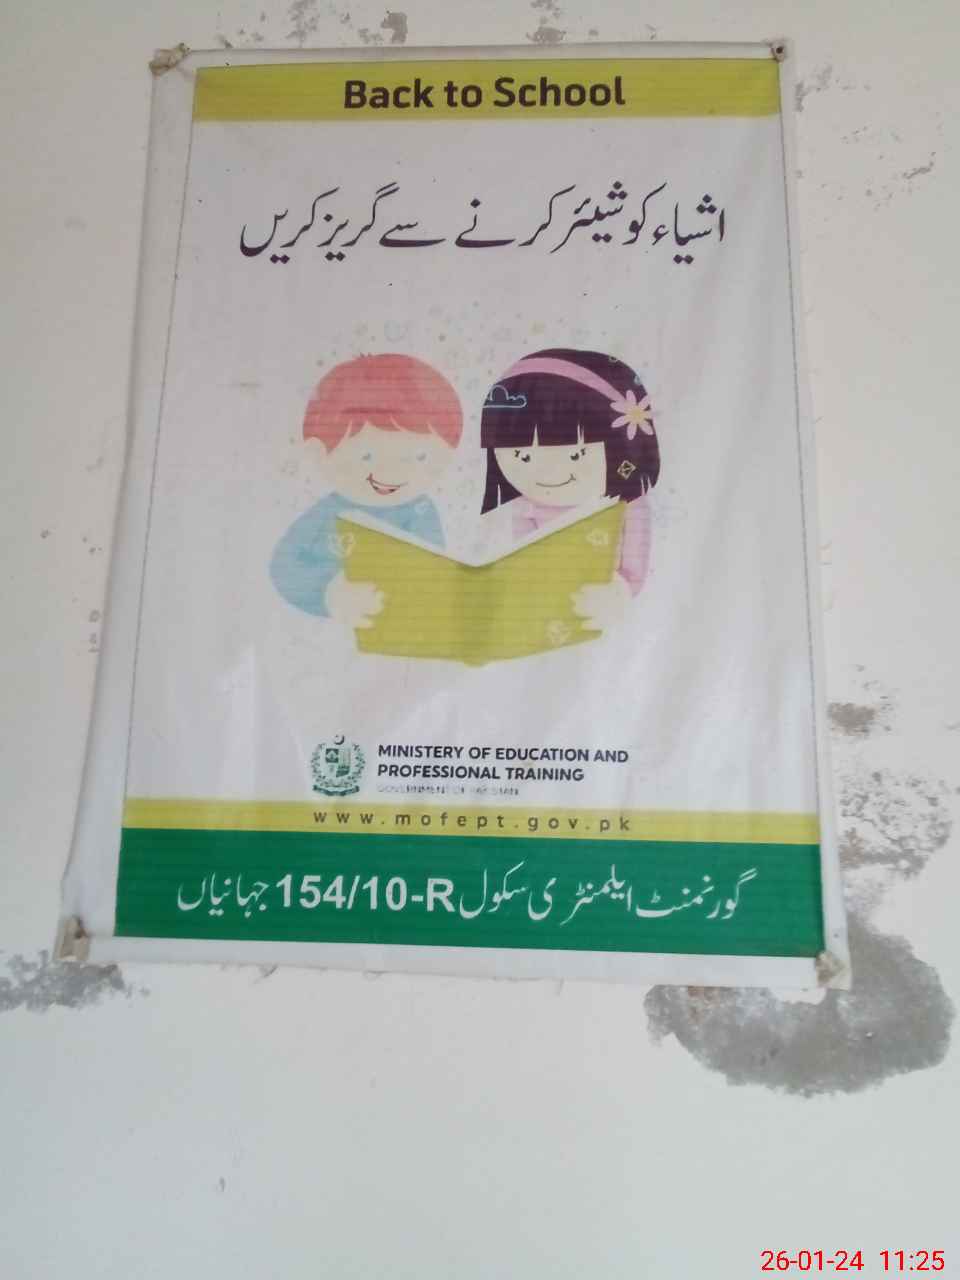 Back to School
اشیاء کو شیئر کرنے سے گریز کریں
MINISTERY OF EDUCATION AND
PROFESSIONAL TRAINING
GOVERNMENT OF PAKISTAN
www.mofept.gov.pk
گورنمنٹ ایلمنٹری سکول 154/10-R جہانیاں
26-01-24 11:25